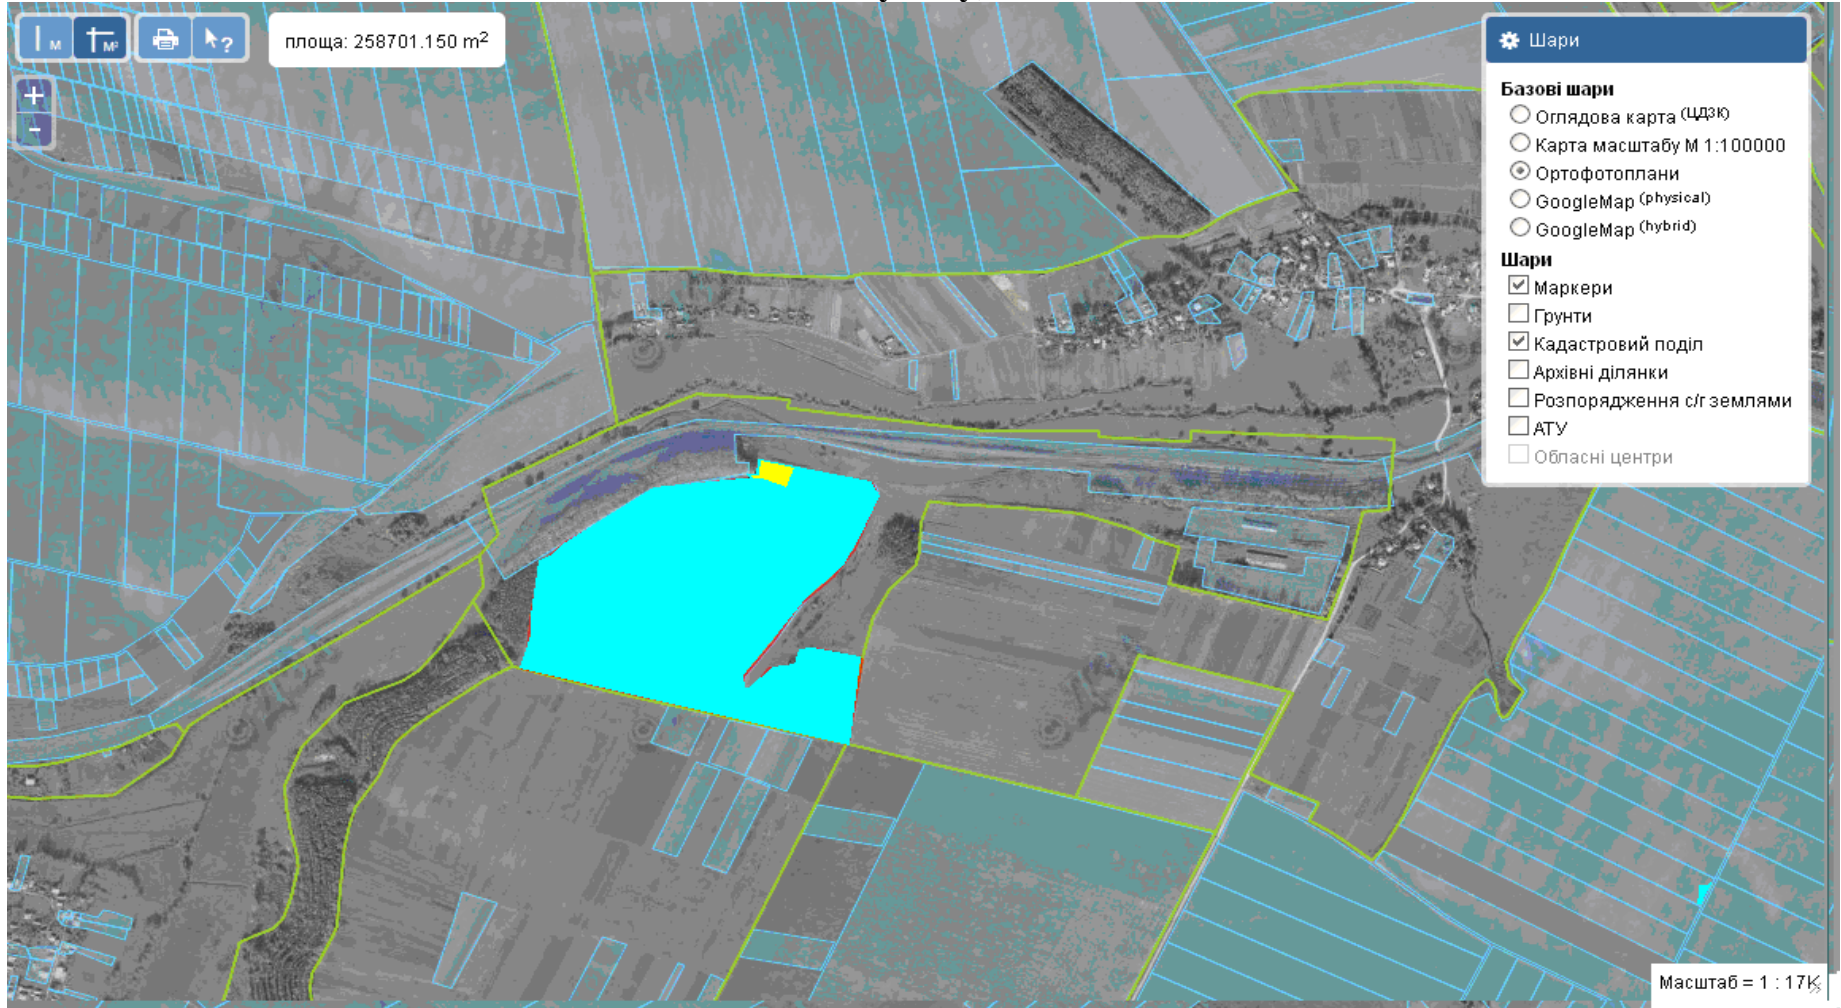 м
м²
?
площа: 258701.150 m²
+
-
Шари
Базові шари
Оглядова карта (ЦДЗК)
Карта масштабу М 1:100000
Ортофотоплани
GoogleMap (physical)
GoogleMap (hybrid)
Шари
Маркери
Грунти
Кадастровий поділ
Архівні ділянки
Розпорядження с/г землями
АТУ
Обласні центри
Масштаб = 1 : 17K